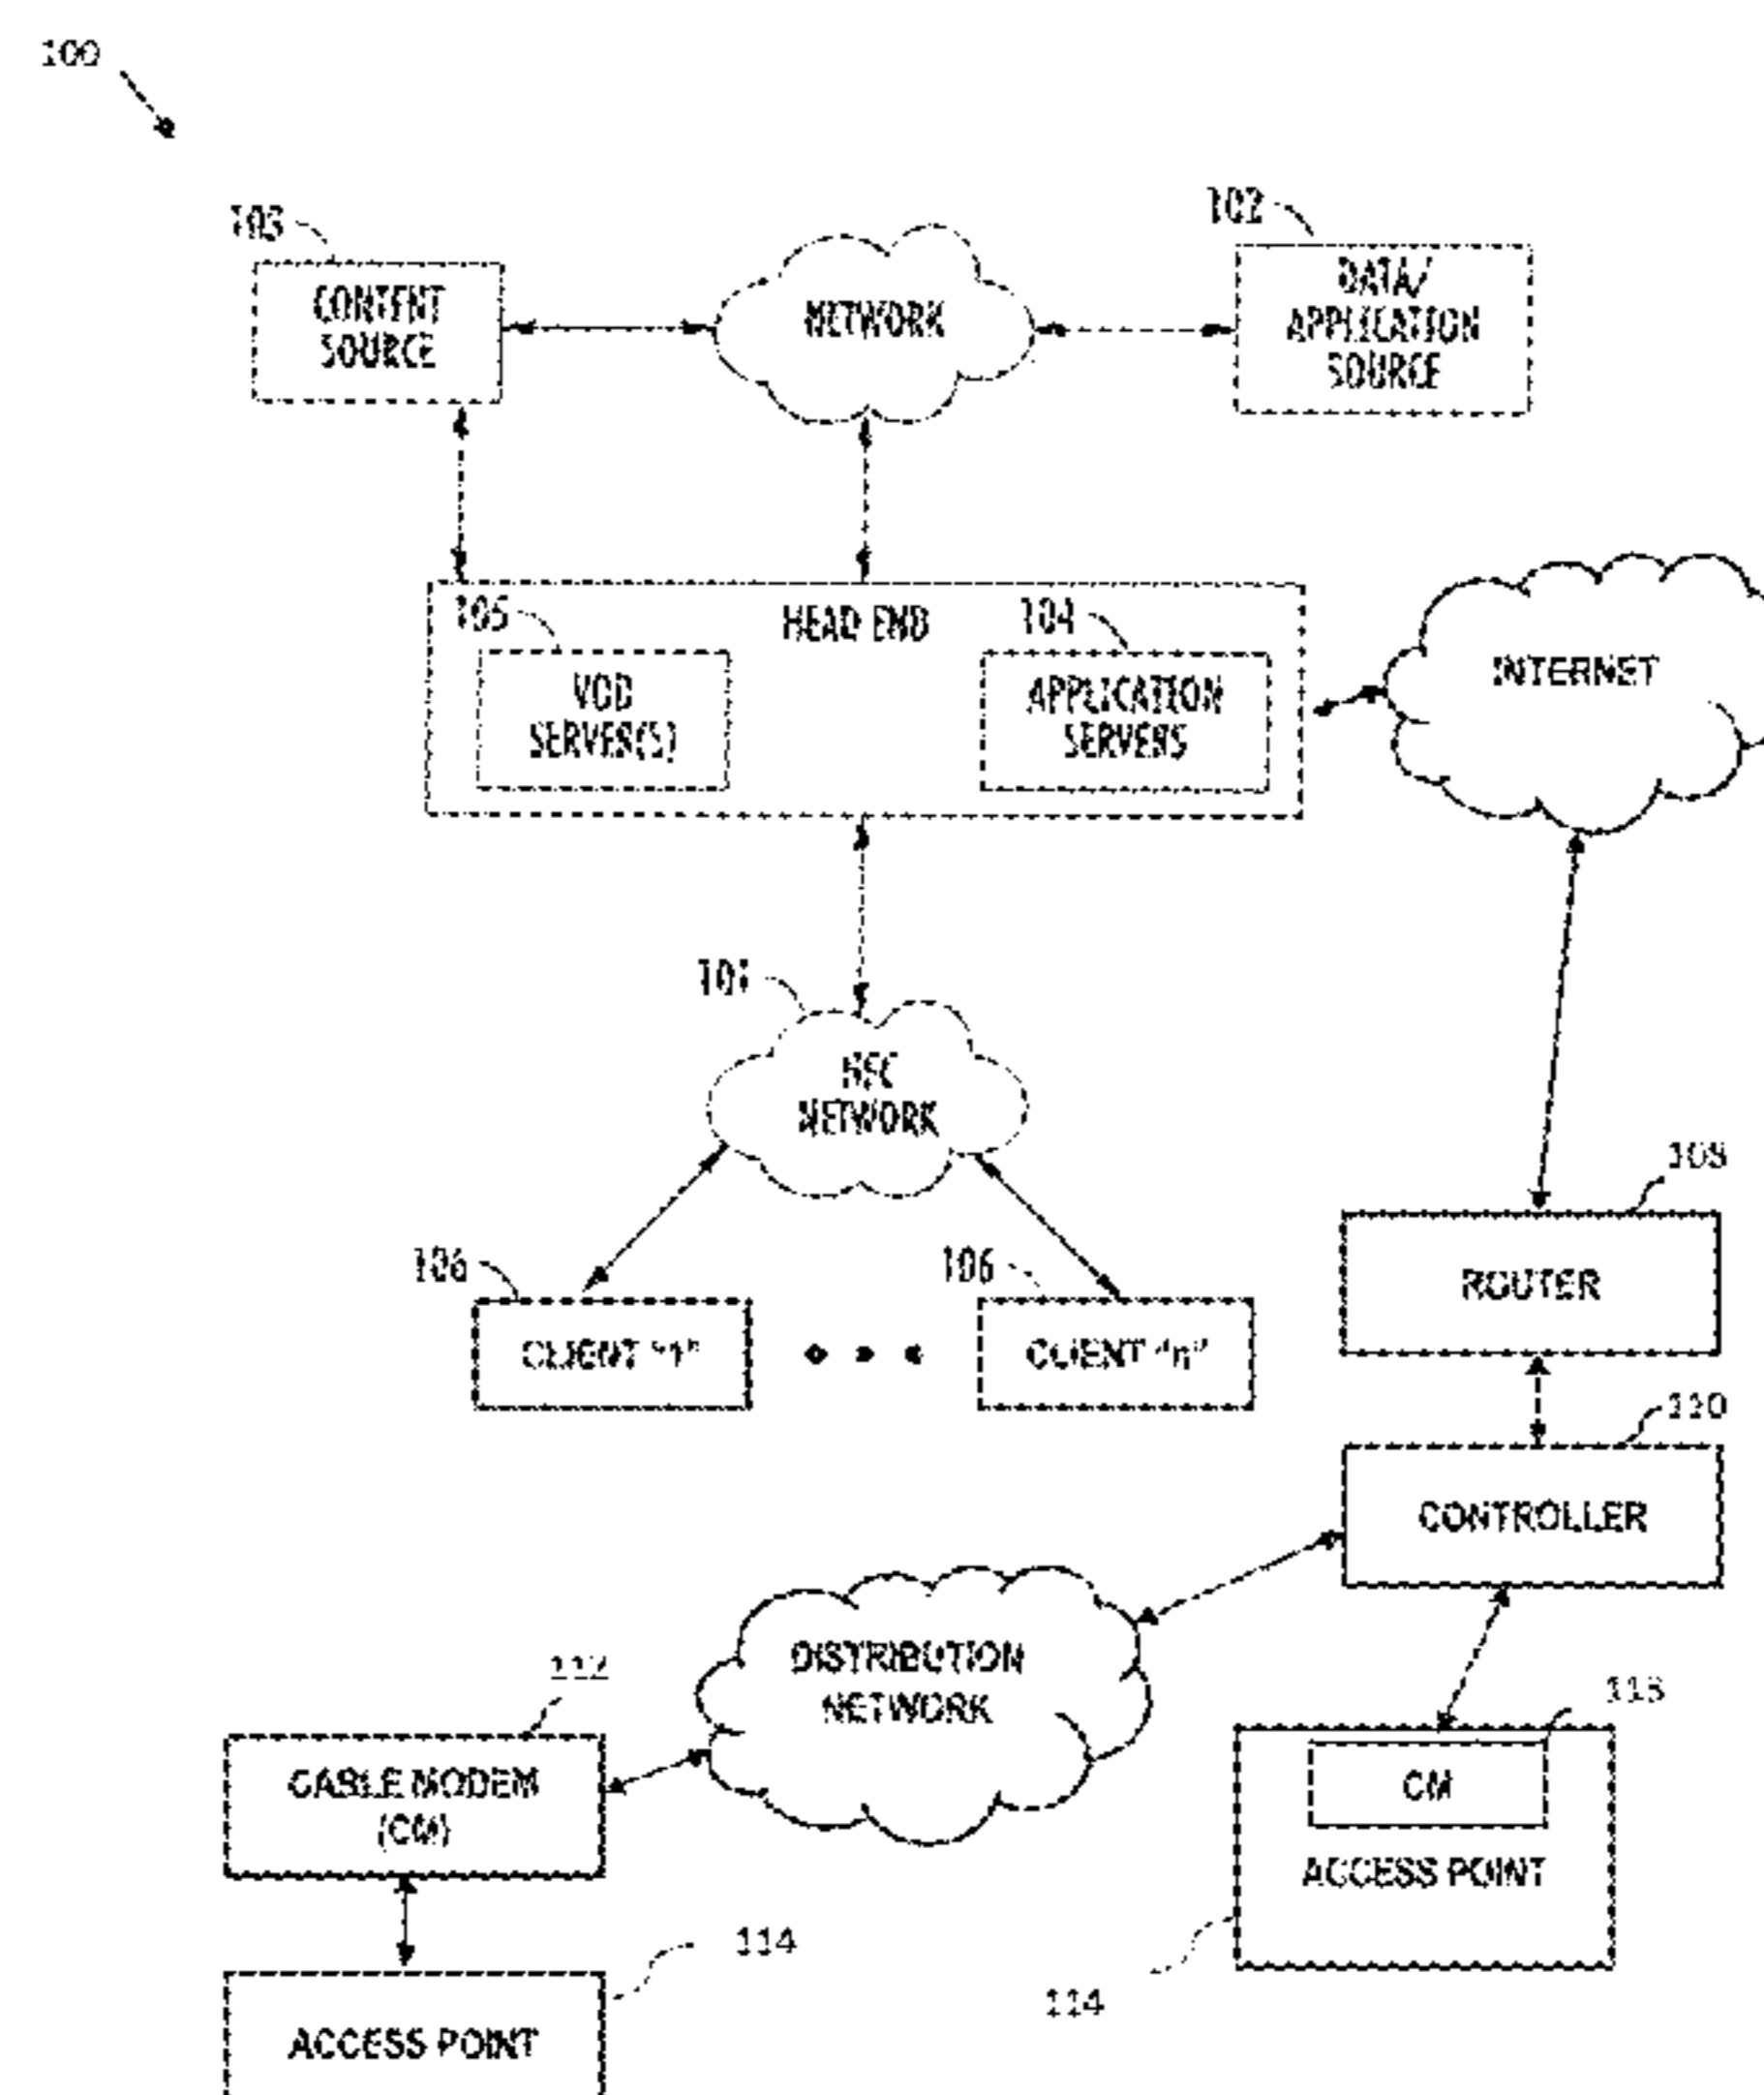 100
103
102
CONTENT
SOURCE
NETWORK
DATA/
APPLICATION
SOURCE
105
HEAD END
104
VOD
SERVER(S)
APPLICATION
SERVERS
INTERNET
101
HFC
NETWORK
108
ROUTER
106
106
CLIENT "1"
CLIENT "n"
110
CONTROLLER
DISTRIBUTION
NETWORK
112
CABLE MODEM
(CM)
CM
ACCESS POINT
114
114
ACCESS POINT